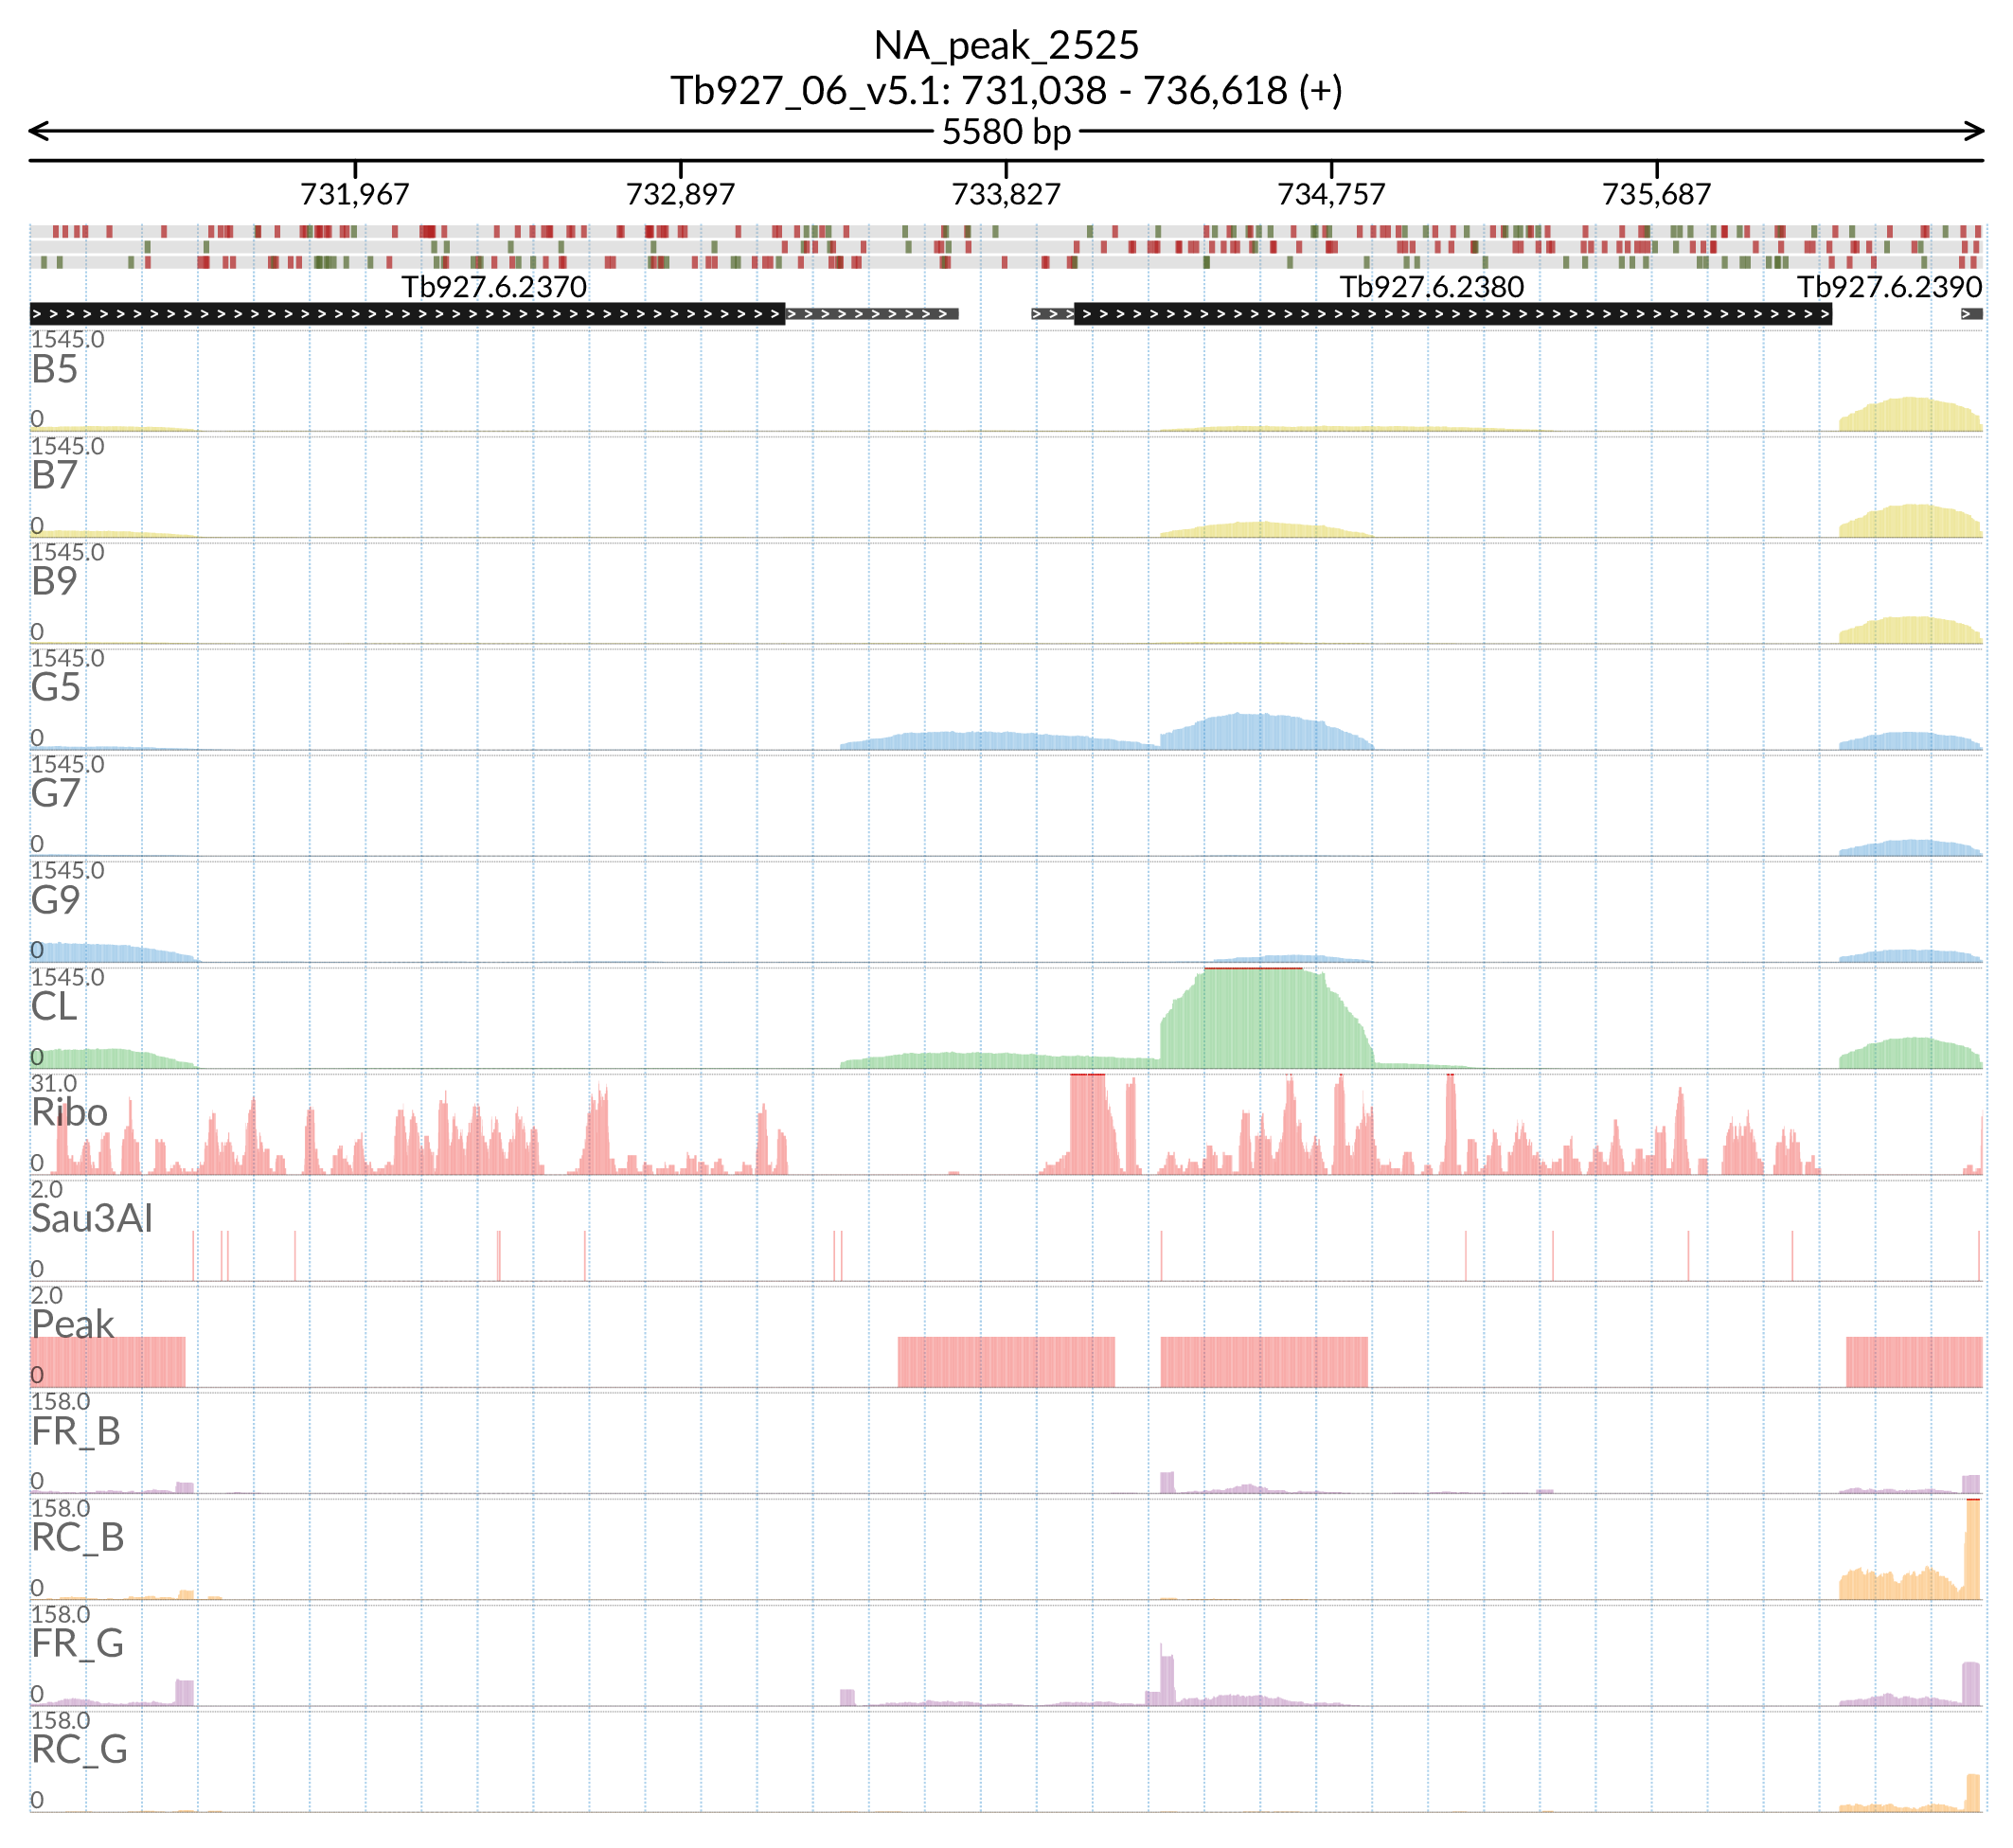 NA_peak_2525
Tb927_06_v5.1: 731,038 - 736,618 (+)
5580 bp
731,967 732,897 733,827 734,757 735,687
Tb927.6.2370 Tb927.6.2380 Tb927.6.2390
1545.0
B5
0
1545.0
B7
0
1545.0
B9
0
1545.0
G5
0
1545.0
G7
0
1545.0
G9
0
1545.0
CL
0
31.0
Ribo
0
2.0
Sau3AI
0
2.0
Peak
0
158.0
FR_B
0
158.0
RC_B
0
158.0
FR_G
0
158.0
RC_G
0